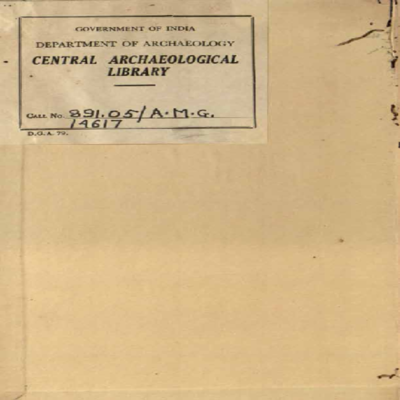 GOVERNMENT OF INDIA
DEPARTMENT OF ARCHAEOLOGY
CENTRAL ARCHAEOLOGICAL
LIBRARY
CALL No. 891.05/A.M.G.
14617
D.G.A. 79.